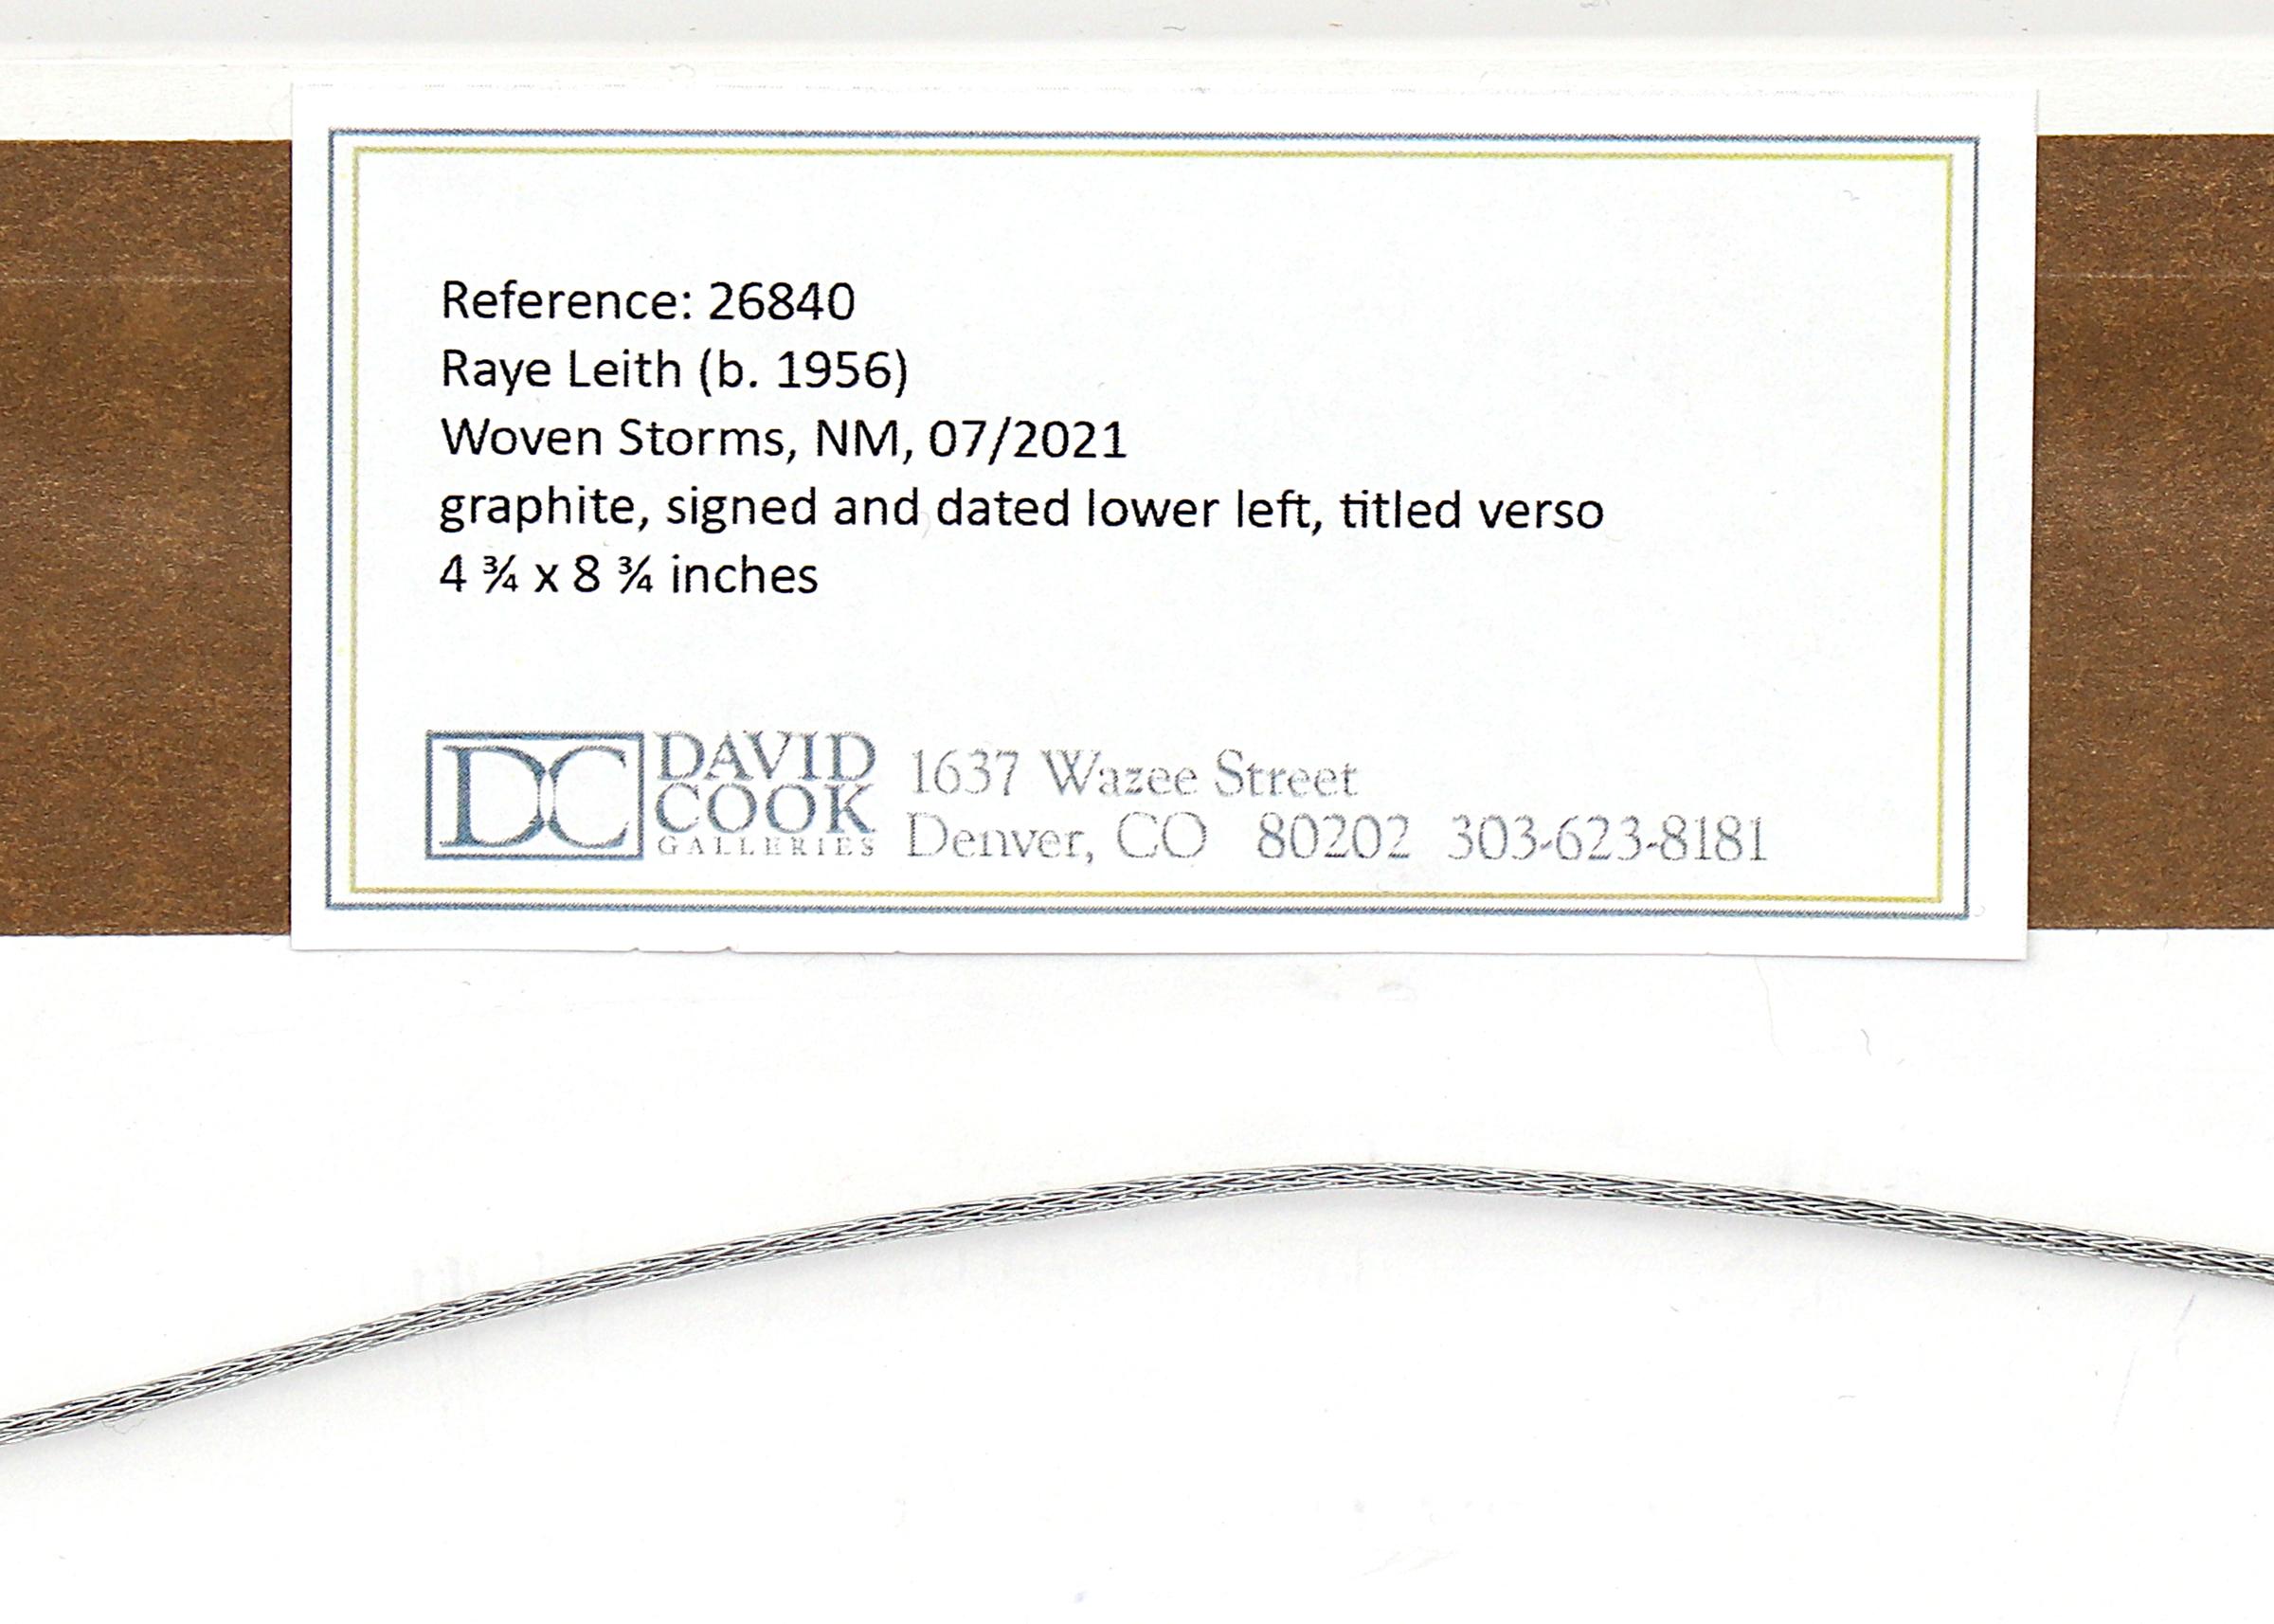 Reference: 26840
Raye Leith (b. 1956)
Woven Storms, NM, 07/2021
graphite, signed and dated lower left, titled verso
4 ¾ x 8 ¾ inches
DC
DAVID
COOK
GALLERIES
1637 Wazee Street
Denver, CO 80202 303-623-8181